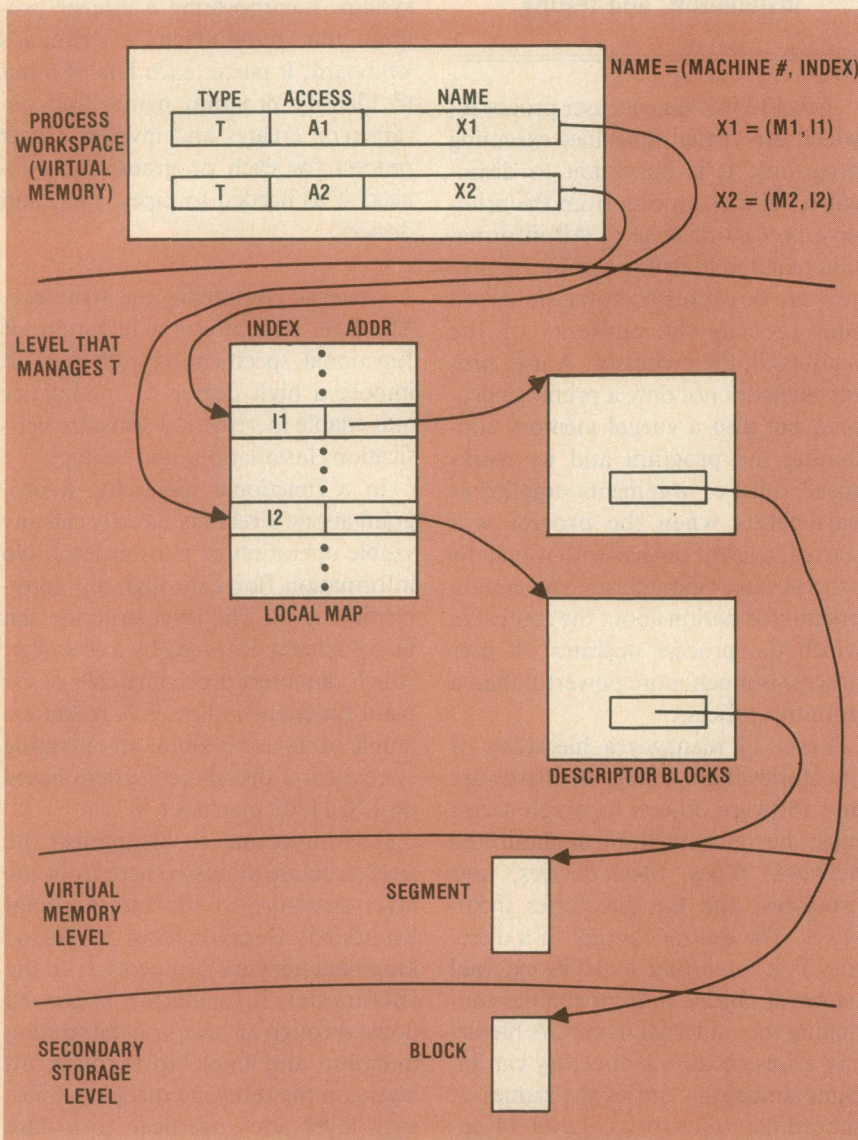 NAME=(MACHINE #, INDEX)
TYPE ACCESS NAME
PROCESS
WORKSPACE
(VIRTUAL
MEMORY)
T A1 X1
X1 = (M1, I1)
T A2 X2
X2 = (M2, I2)
LEVEL THAT
MANAGES T
INDEX ADDR
I1
I2
LOCAL MAP
DESCRIPTOR BLOCKS
VIRTUAL
MEMORY
LEVEL
SEGMENT
SECONDARY
STORAGE
LEVEL
BLOCK